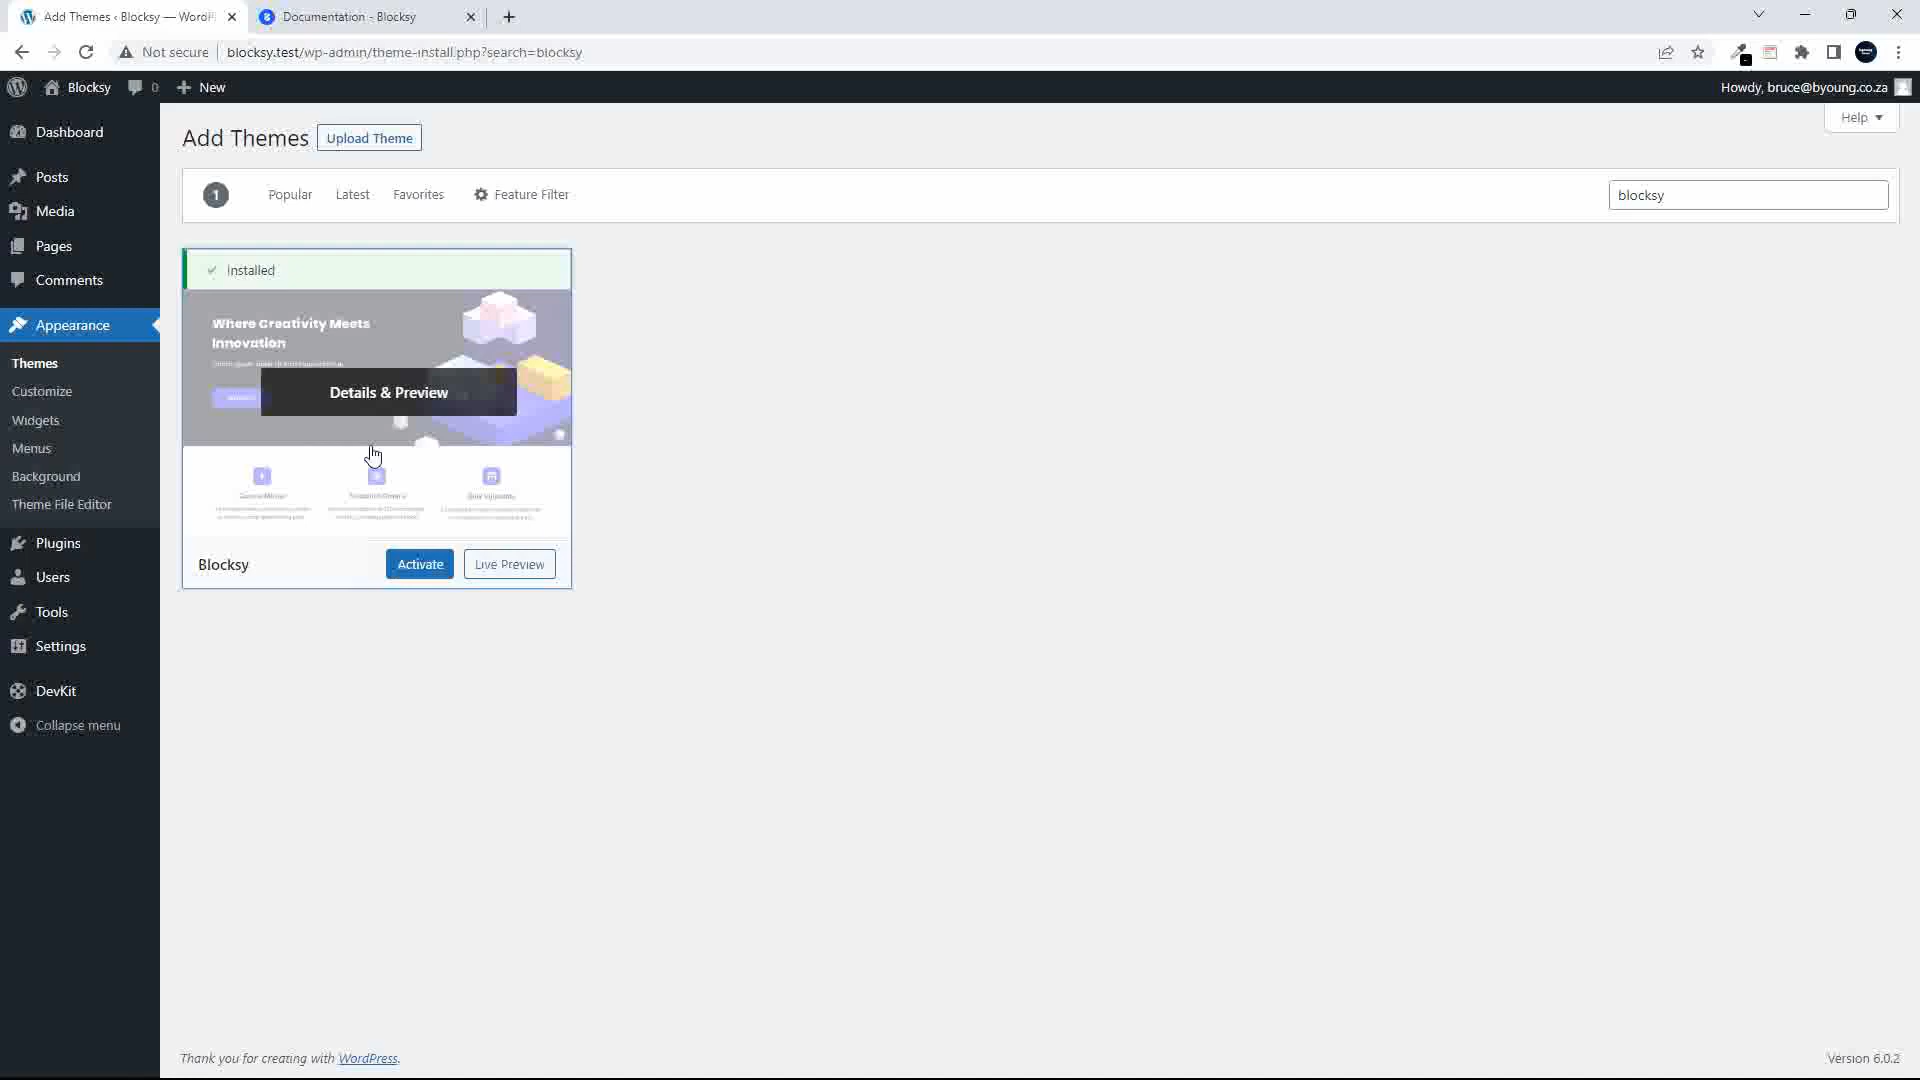 Add Themes ‹ Blocksy — WordP
Documentation - Blocksy
Not secure
blocksy.test/wp-admin/theme-install.php?search=blocksy
Blocksy
0
New
Howdy, bruce@byoung.co.za
Dashboard
Posts
Media
Pages
Comments
Appearance
Themes
Customize
Widgets
Menus
Background
Theme File Editor
Plugins
Users
Tools
Settings
DevKit
Collapse menu
Add Themes
Upload Theme
Help
1
Popular
Latest
Favorites
Feature Filter
blocksy
Installed
Where Creativity Meets
Innovation
Details & Preview
Blocksy
Activate
Live Preview
Thank you for creating with WordPress.
Version 6.0.2